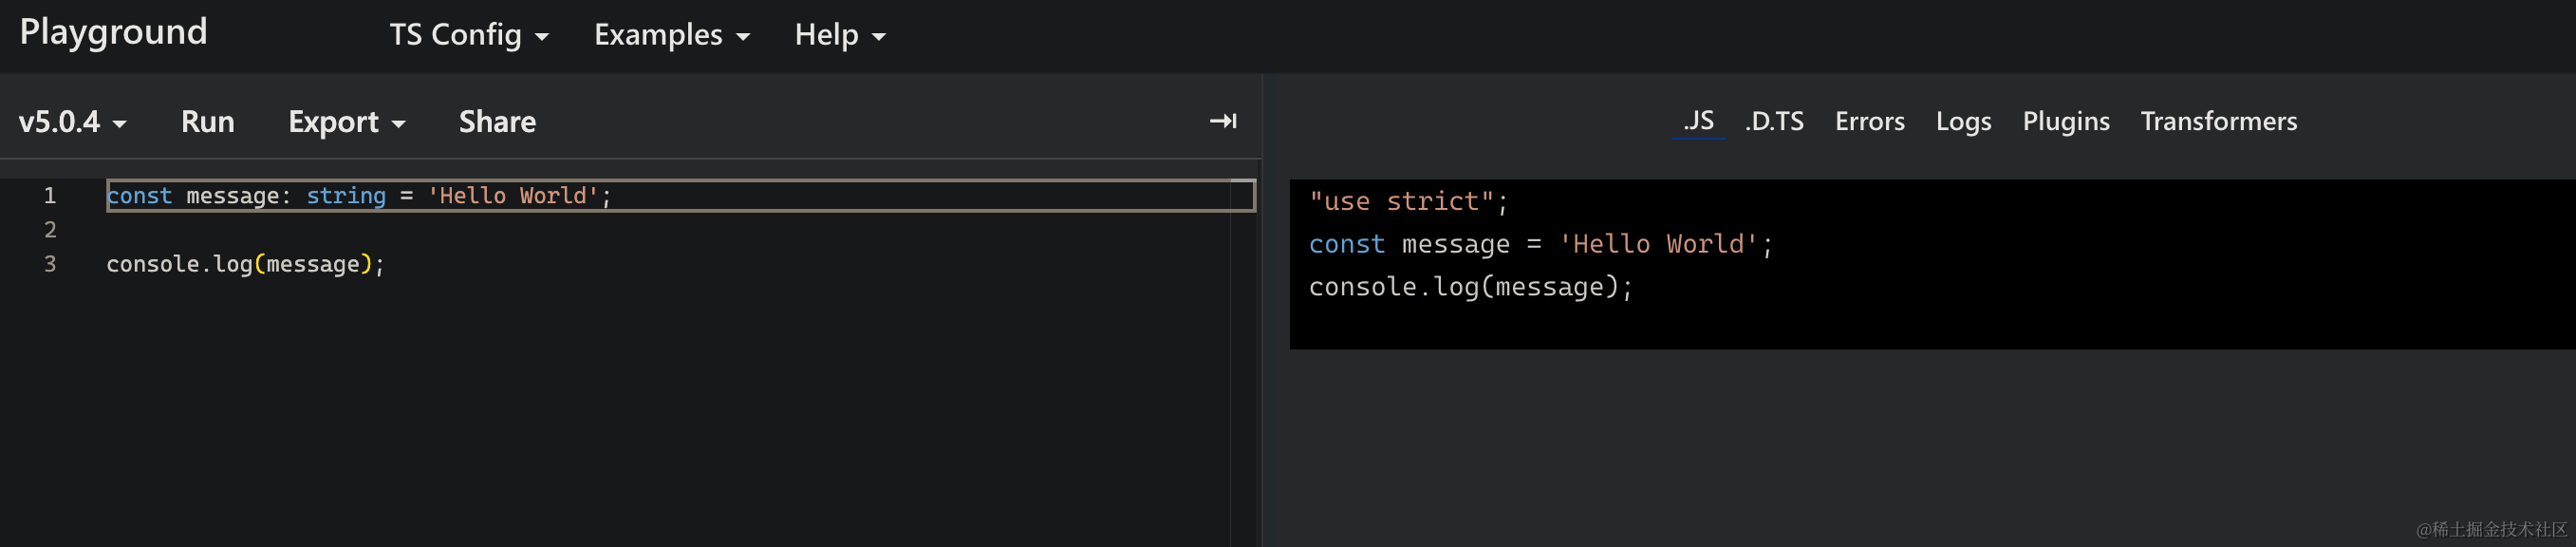 Playground TS Config Examples Help
v5.0.4 Run Export Share
1 const message: string = 'Hello World';
2
3 console.log(message);
.JS .D.TS Errors Logs Plugins Transformers
"use strict";
const message = 'Hello World';
console.log(message);
@稀土掘金技术社区